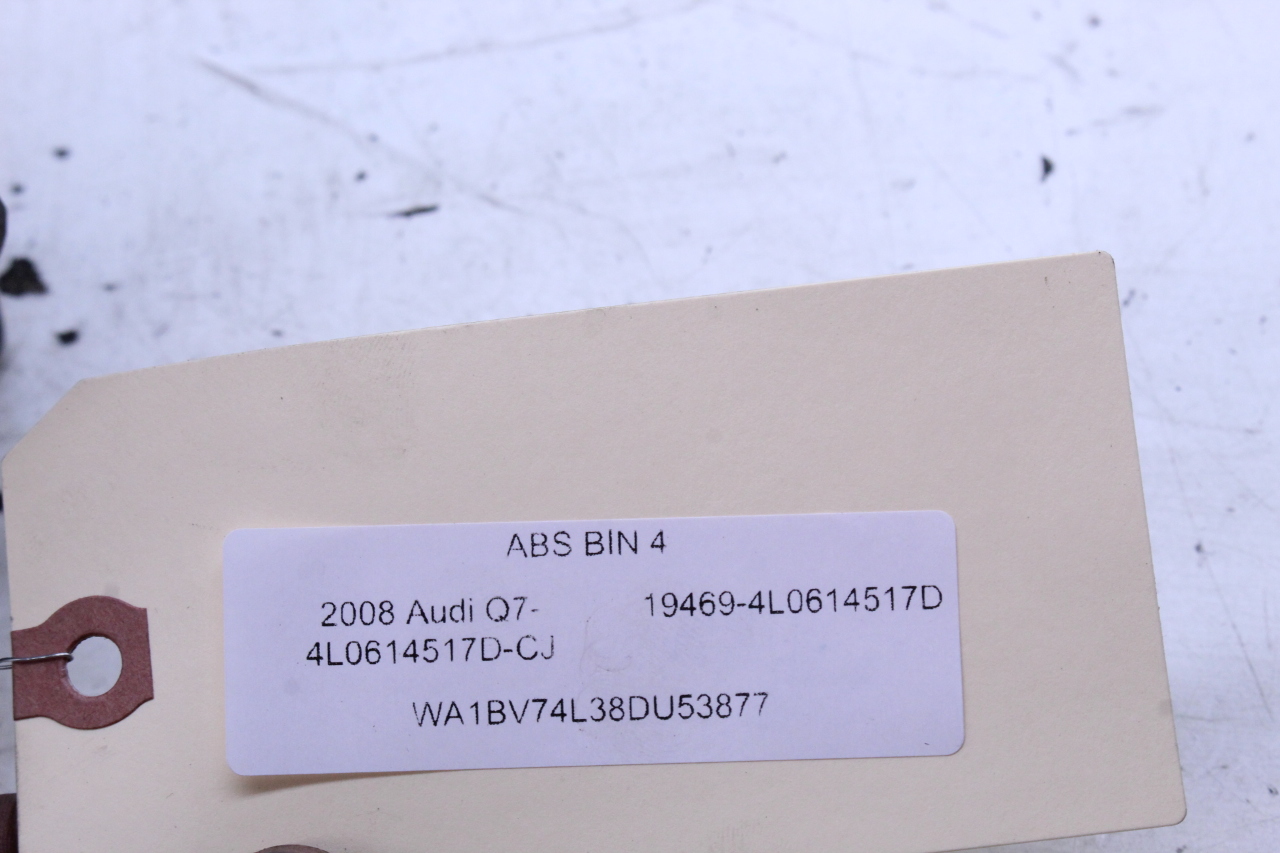 ABS BIN 4
2008 Audi Q7- 19469-4L0614517D
4L0614517D-CJ
WA1BV74L38DU53877